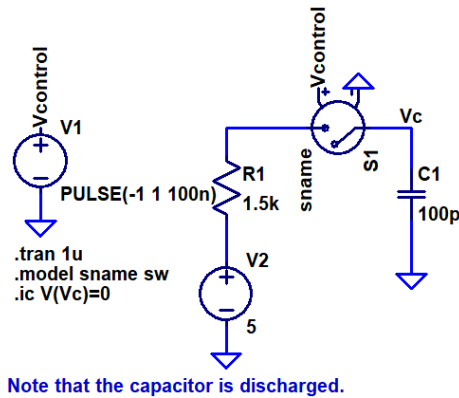 Vcontrol
Vcontrol
+
V1
+
PULSE(-1 1 100n)
R1
1.5k
sname
S1
Vc
C1
100p
.tran 1u
.model sname sw
.ic V(Vc)=0
V2
+
5
Note that the capacitor is discharged.